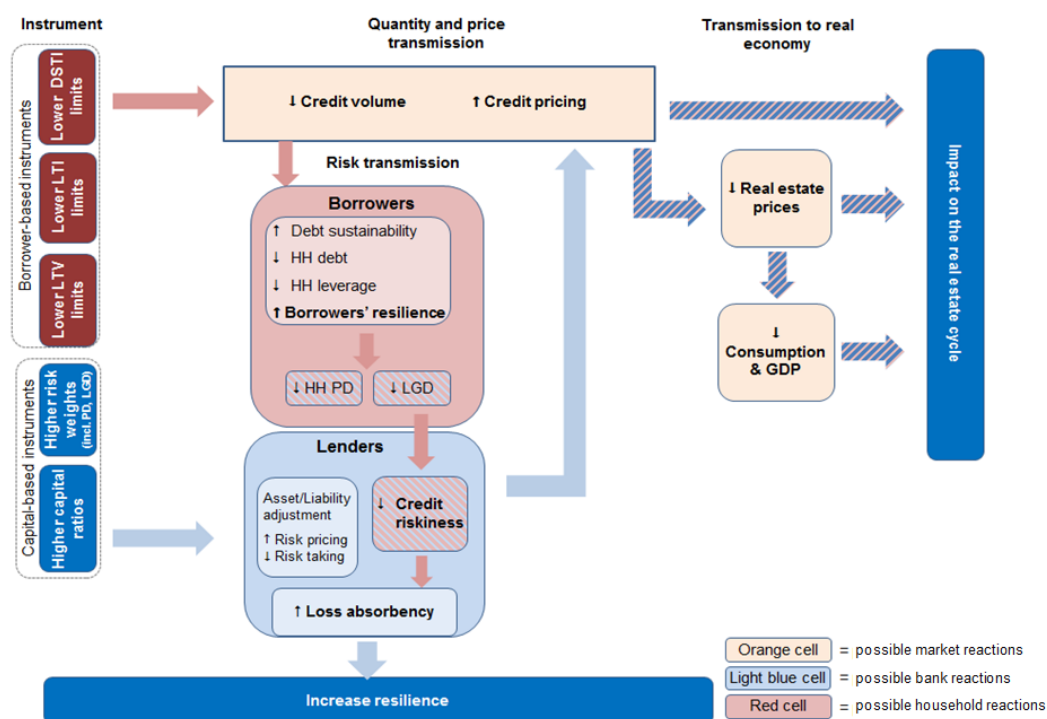 Instrument
Quantity and price
transmission
Transmission to real
economy
Borrower-based instruments
Lower DSTI
limits
Lower LTI
limits
Lower LTV
limits
Capital-based instruments
Higher risk
weights
(incl. PD, LGD)
Higher capital
ratios
↓ Credit volume
↑ Credit pricing
Risk transmission
Borrowers
↑ Debt sustainability
↓ HH debt
↓ HH leverage
↑ Borrowers' resilience
↓ HH PD
↓ LGD
Lenders
Asset/Liability
adjustment
↑ Risk pricing
↓ Risk taking
↓ Credit
riskiness
↑ Loss absorbency
Increase resilience
↓ Real estate
prices
↓
Consumption
& GDP
Impact on the real estate cycle
Orange cell = possible market reactions
Light blue cell = possible bank reactions
Red cell = possible household reactions